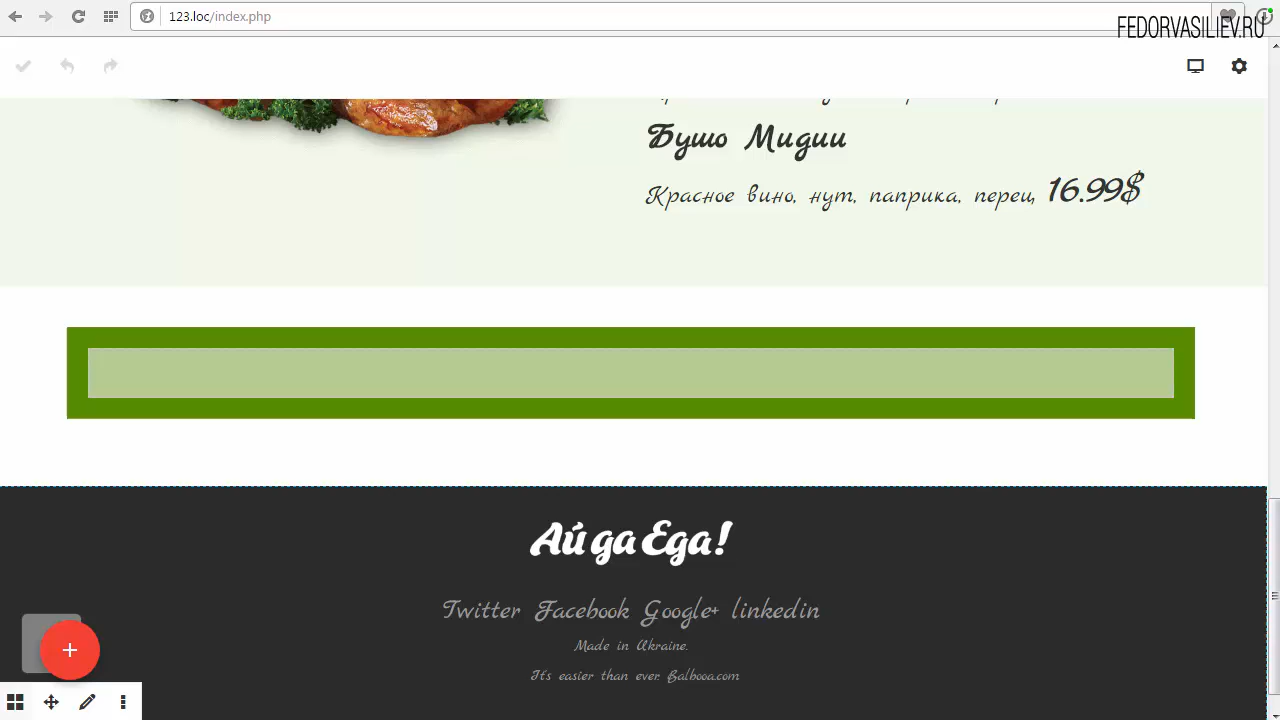 123.loc/index.php
FEDORVASILIEV.RU
Бушо Мидии
Красное вино, нут, паприка, перец 16.99$
Ай да Еда!
Twitter Facebook Google+ linkedin
Made in Ukraine.
It's easier than ever. Balbooa.com